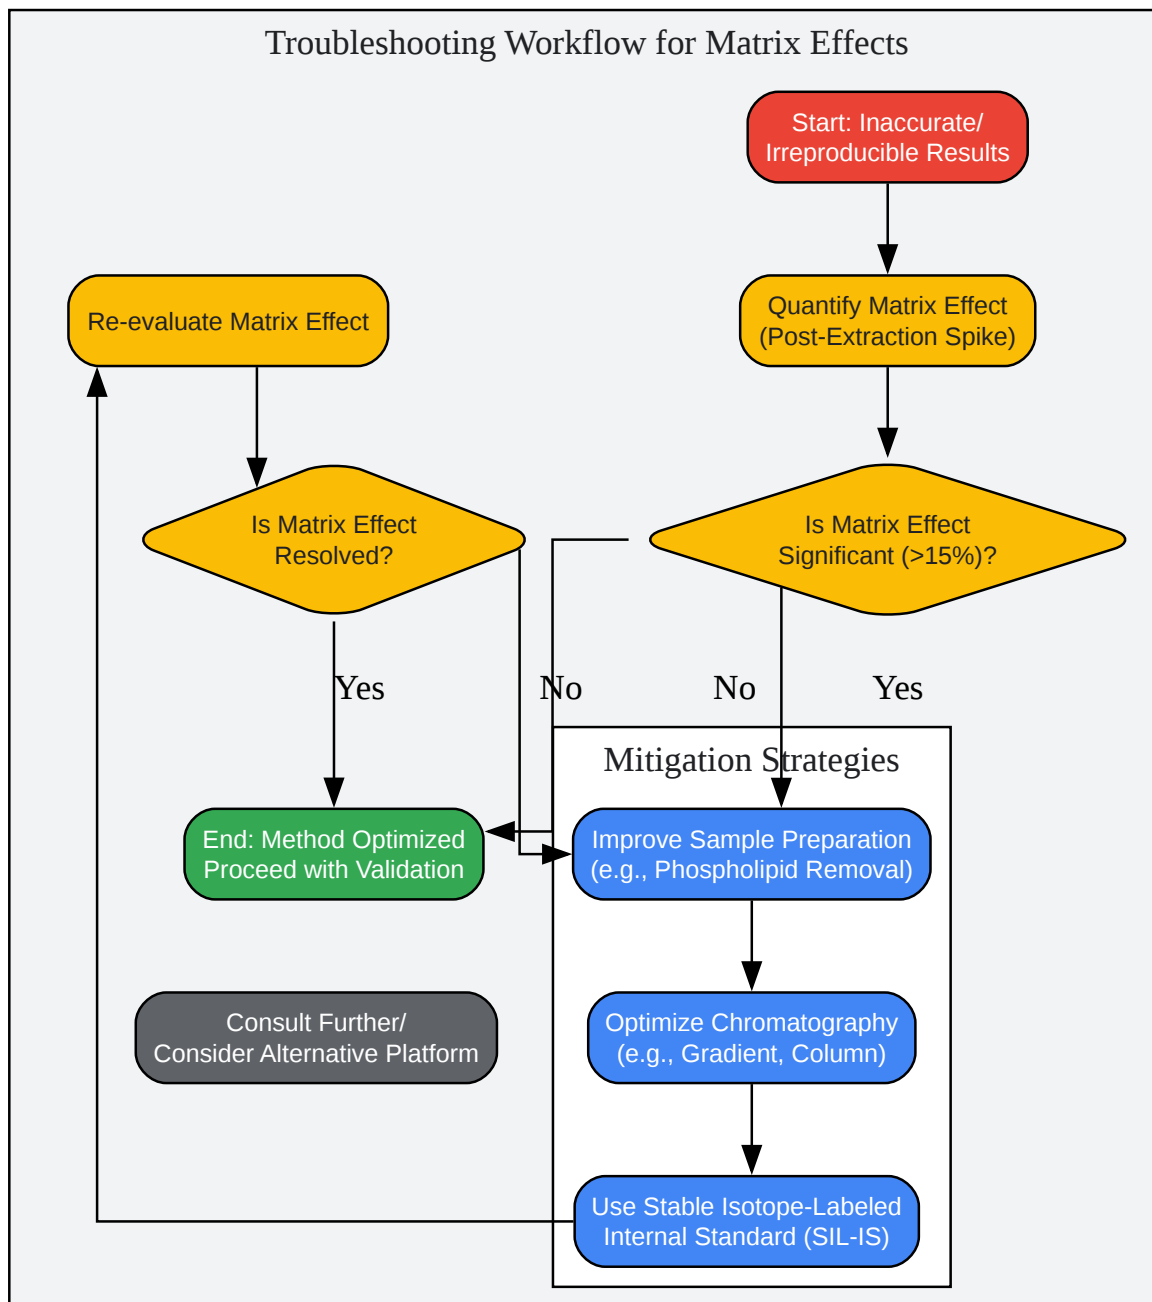 Troubleshooting Workflow for Matrix Effects
Start: Inaccurate/
Irreproducible Results
Re-evaluate Matrix Effect
Quantify Matrix Effect
(Post-Extraction Spike)
Is Matrix Effect
Resolved?
Is Matrix Effect
Significant (>15%)?
Yes
No
No
Yes
Mitigation Strategies
End: Method Optimized
Proceed with Validation
Improve Sample Preparation
(e.g., Phospholipid Removal)
Consult Further/
Consider Alternative Platform
Optimize Chromatography
(e.g., Gradient, Column)
Use Stable Isotope-Labeled
Internal Standard (SIL-IS)